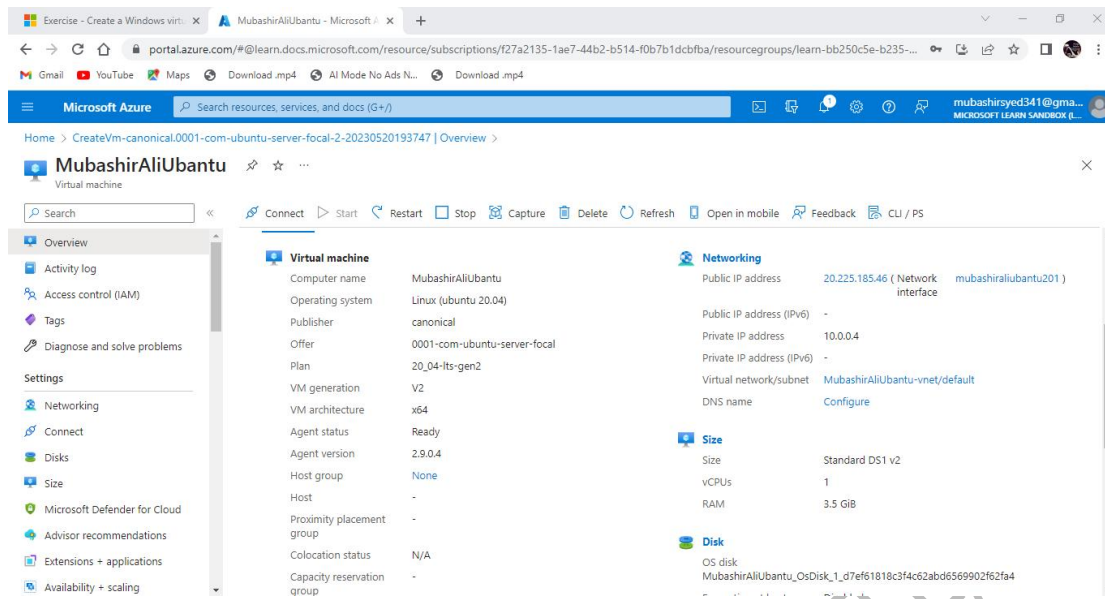 Exercise - Create a Windows virtu
MubashirAliUbantu - Microsoft A
portal.azure.com/#@learn.docs.microsoft.com/resource/subscriptions/f27a2135-1ae7-44b2-b514-f0b7b1dcbfba/resourcegroups/learn-bb250c5e-b235-...
Gmail YouTube Maps Download .mp4 AI Mode No Ads N... Download .mp4
Microsoft Azure Search resources, services, and docs (G+/) 1 mubashirsyed341@gma...
MICROSOFT LEARN SANDBOX (L...
Home > CreateVm-canonical.0001-com-ubuntu-server-focal-2-20230520193747 | Overview >
MubashirAliUbantu
Virtual machine
Search
Connect Start Restart Stop Capture Delete Refresh Open in mobile Feedback CLI / PS
Overview
Activity log
Access control (IAM)
Tags
Diagnose and solve problems
Settings
Networking
Connect
Disks
Size
Microsoft Defender for Cloud
Advisor recommendations
Extensions + applications
Availability + scaling
Virtual machine
Computer name MubashirAliUbantu
Operating system Linux (ubuntu 20.04)
Publisher canonical
Offer 0001-com-ubuntu-server-focal
Plan 20_04-lts-gen2
VM generation V2
VM architecture x64
Agent status Ready
Agent version 2.9.0.4
Host group None
Host -
Proximity placement -
group
Colocation status N/A
Capacity reservation -
group
Networking
Public IP address 20.225.185.46 ( Network mubashiraliubantu201 )
interface
Public IP address (IPv6) -
Private IP address 10.0.0.4
Private IP address (IPv6) -
Virtual network/subnet MubashirAliUbantu-vnet/default
DNS name Configure
Size
Size Standard DS1 v2
vCPUs 1
RAM 3.5 GiB
Disk
OS disk
MubashirAliUbantu_OsDisk_1_d7ef61818c3f4c62abd6569902f62fa4